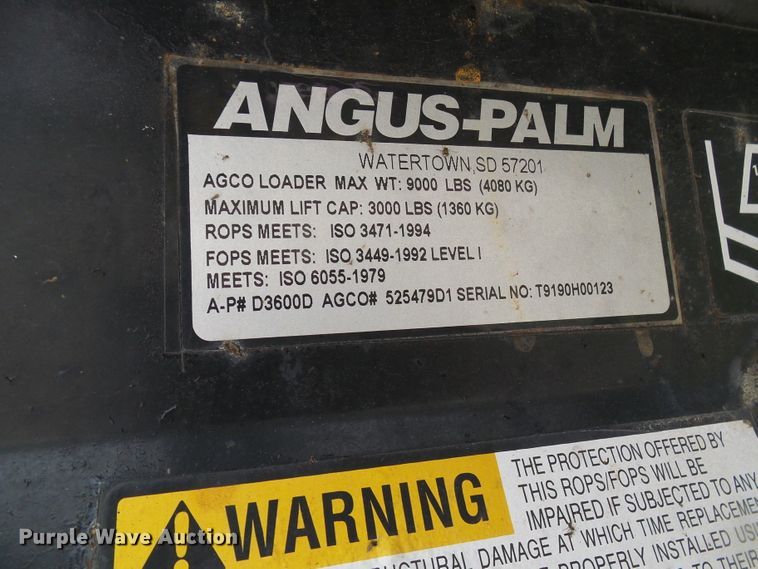 ANGUS-PALM
WATERTOWN, SD 57201
AGCO LOADER MAX WT: 9000 LBS (4080 KG)
MAXIMUM LIFT CAP: 3000 LBS (1360 KG)
ROPS MEETS: ISO 3471-1994
FOPS MEETS: ISO 3449-1992 LEVEL I
MEETS: ISO 6055-1979
A-P# D3600D AGCO# 525479D1 SERIAL NO: T9190H00123
WARNING
THE PROTECTION OFFERED BY
THIS ROPS/FOPS WILL BE
IMPAIRED IF SUBJECTED TO ANY
DAMAGE AT WHICH TIME
PROPERLY INSTALLED
Purple Wave Auction